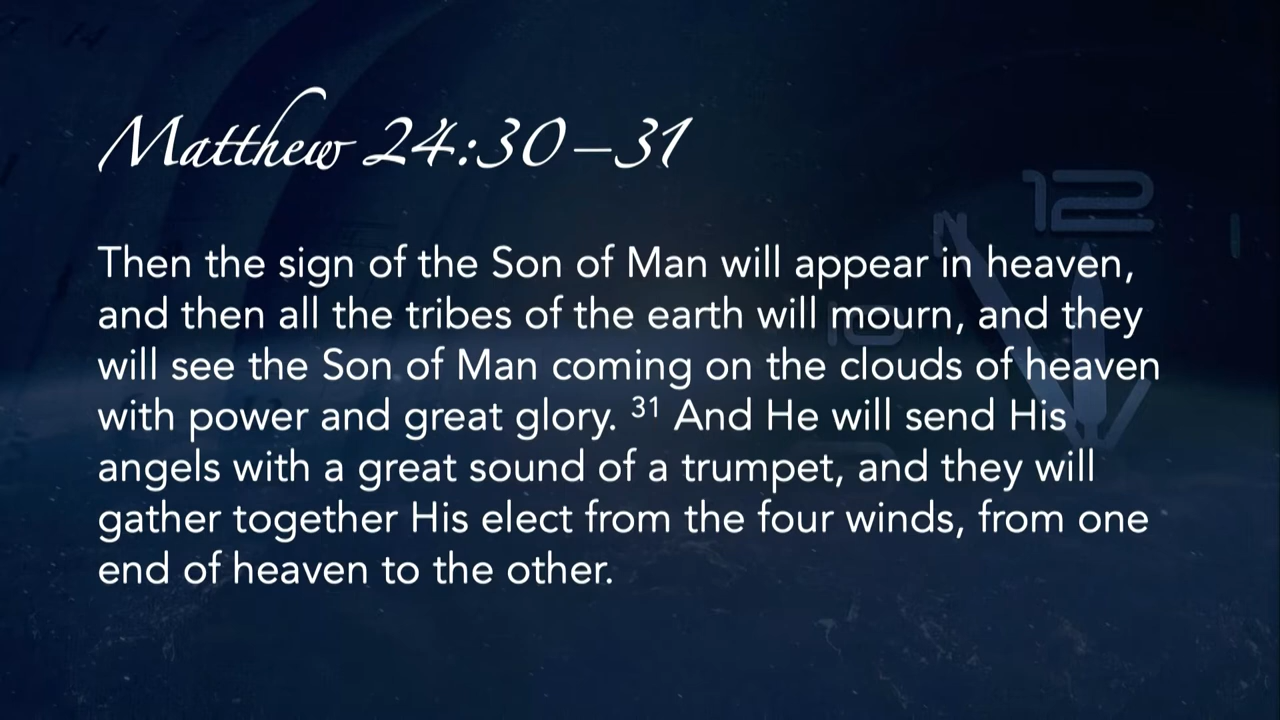 Matthew 24:30–31
12
Then the sign of the Son of Man will appear in heaven,
and then all the tribes of the earth will mourn, and they
will see the Son of Man coming on the clouds of heaven
with power and great glory. 31 And He will send His
angels with a great sound of a trumpet, and they will
gather together His elect from the four winds, from one
end of heaven to the other.